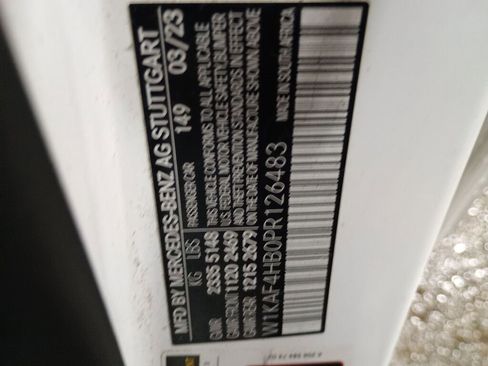 MFD BY MERCEDES-BENZ AG STUTTGART
PASSENGER CAR 149 03/23
KG LBS
GVWR 2335 5148
GAWR FRONT 1120 2469
GAWR REAR 1215 2679
THIS VEHICLE CONFORMS TO ALL APPLICABLE
U.S. FEDERAL MOTOR VEHICLE SAFETY, BUMPER
AND THEFT PREVENTION STANDARDS IN EFFECT
ON THE DATE OF MANUFACTURE SHOWN ABOVE
W1KAF4HB0PR126483
MADE IN SOUTH AFRICA